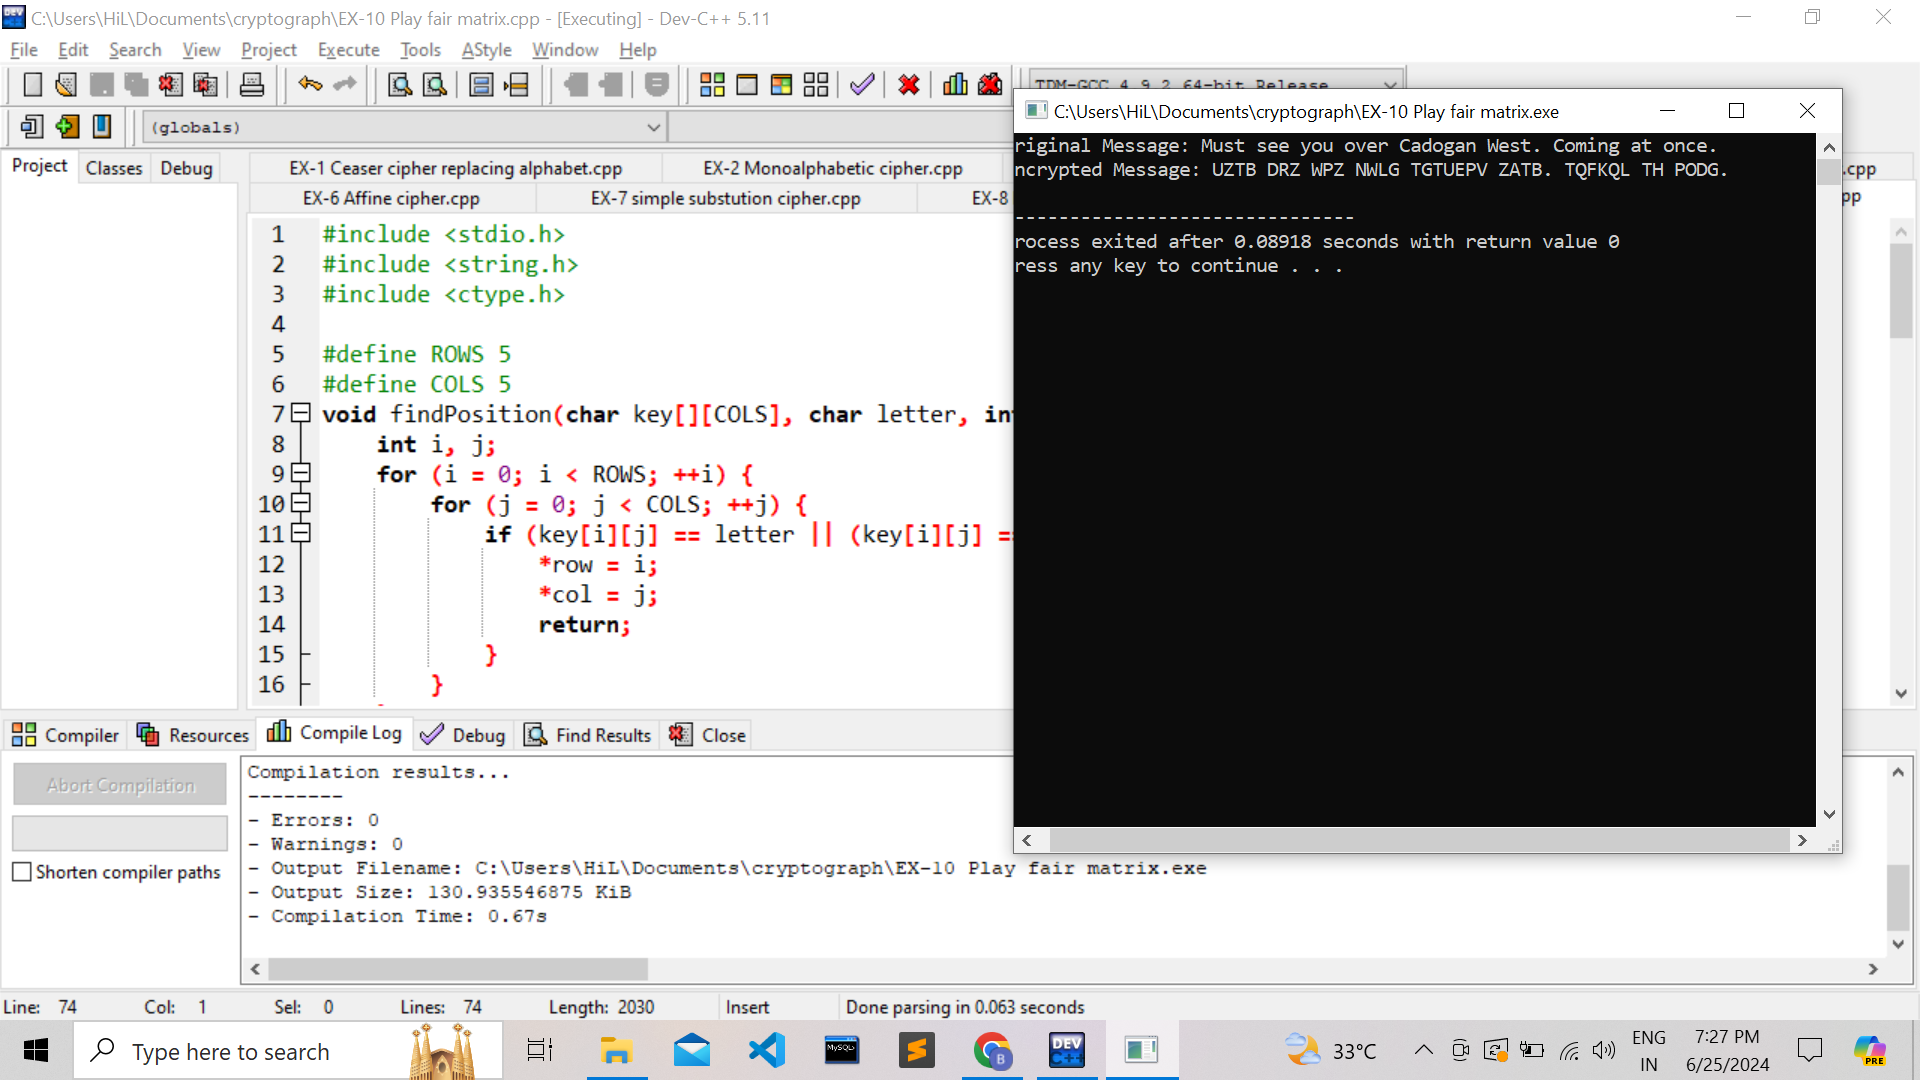 C:\Users\HiL\Documents\cryptograph\EX-10 Play fair matrix.cpp - [Executing] - Dev-C++ 5.11
File Edit Search View Project Execute Tools AStyle Window Help
TDM-GCC 4.9.2 64-bit Release
(globals)
Project Classes Debug
EX-1 Ceaser cipher replacing alphabet.cpp EX-2 Monoalphabetic cipher.cpp .cpp
EX-6 Affine cipher.cpp EX-7 simple substution cipher.cpp EX-8 pp
1 #include <stdio.h>
2 #include <string.h>
3 #include <ctype.h>
4
5 #define ROWS 5
6 #define COLS 5
7 void findPosition(char key[][COLS], char letter, int
8 int i, j;
9 for (i = 0; i < ROWS; ++i) {
10 for (j = 0; j < COLS; ++j) {
11 if (key[i][j] == letter || (key[i][j] ==
12 *row = i;
13 *col = j;
14 return;
15 }
16 }
C:\Users\HiL\Documents\cryptograph\EX-10 Play fair matrix.exe
riginal Message: Must see you over Cadogan West. Coming at once.
ncrypted Message: UZTB DRZ WPZ NWLG TGTUEPV ZATB. TQFKQL TH PODG.
-------------------------------
rocess exited after 0.08918 seconds with return value 0
ress any key to continue . . .
Compiler Resources Compile Log Debug Find Results Close
Abort Compilation
Shorten compiler paths
Compilation results...
--------
- Errors: 0
- Warnings: 0
- Output Filename: C:\Users\HiL\Documents\cryptograph\EX-10 Play fair matrix.exe
- Output Size: 130.935546875 KiB
- Compilation Time: 0.67s
Line: 74 Col: 1 Sel: 0 Lines: 74 Length: 2030 Insert Done parsing in 0.063 seconds
Type here to search
MySQL
DEV C++
B
33°C
ENG
IN
7:27 PM
6/25/2024
PRE